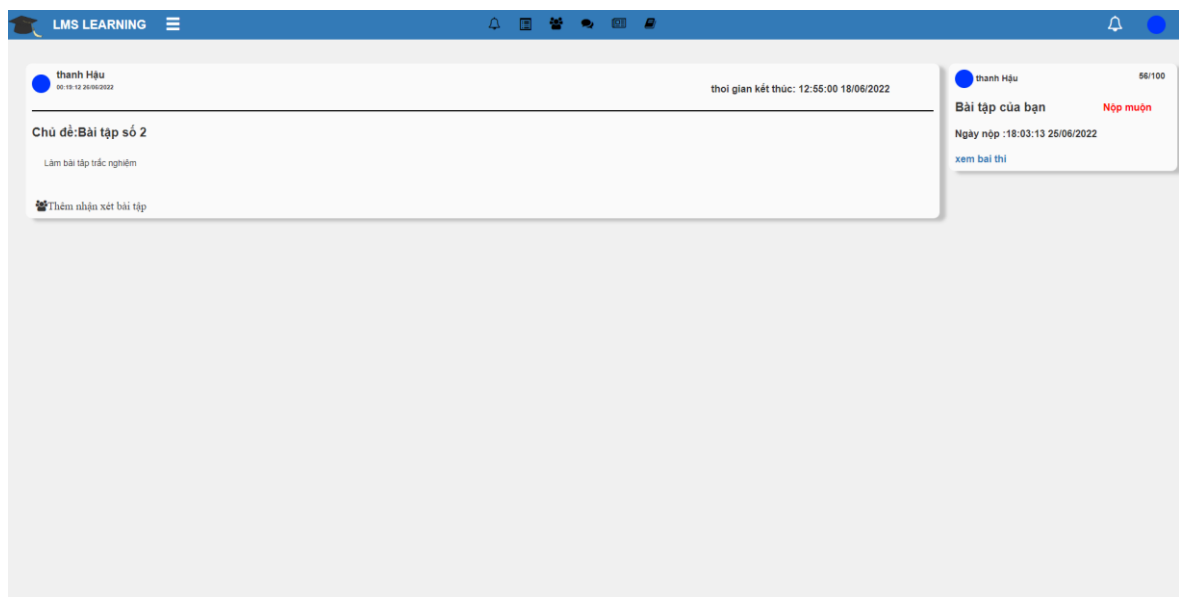 LMS LEARNING
thanh Hậu
00:19:12 26/06/2022
thoi gian kết thúc: 12:55:00 18/06/2022
Chủ đề:Bài tập số 2
Làm bài tập trắc nghiệm
Thêm nhận xét bài tập
thanh Hậu
56/100
Bài tập của bạn
Nộp muộn
Ngày nộp :18:03:13 25/06/2022
xem bai thi